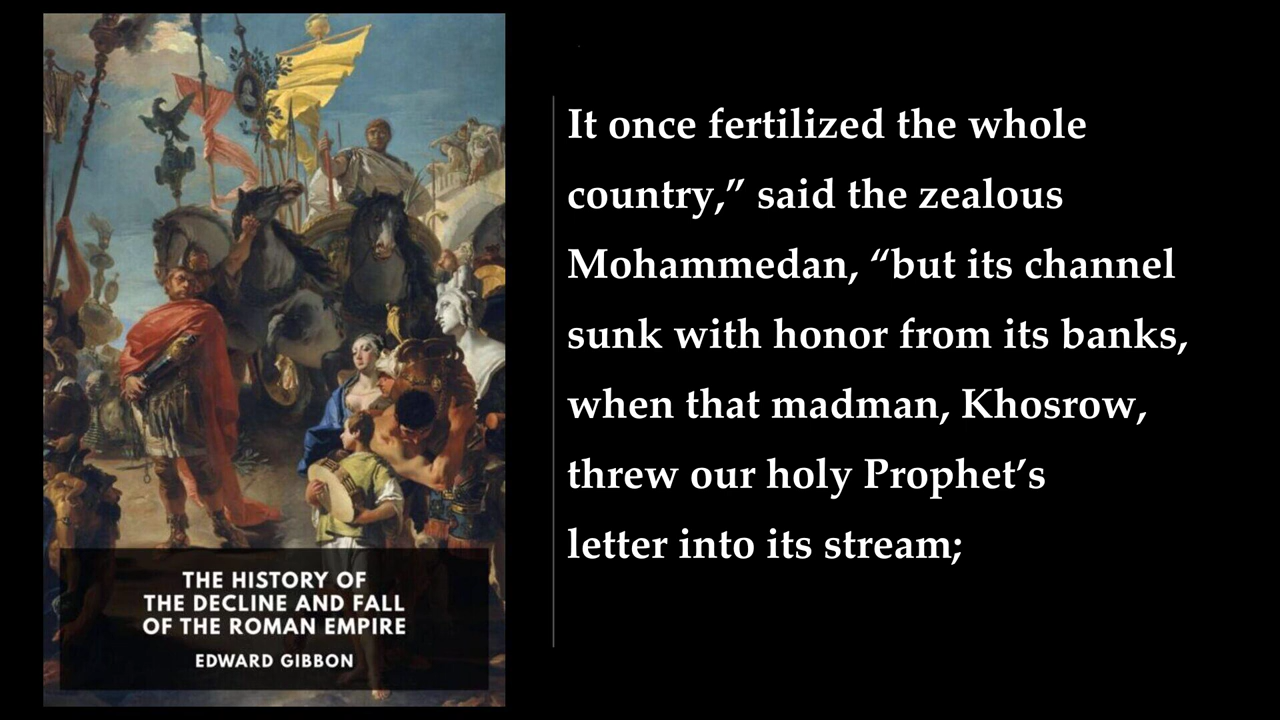 It once fertilized the whole
country,” said the zealous
Mohammedan, “but its channel
sunk with honor from its banks,
when that madman, Khosrow,
threw our holy Prophet’s
letter into its stream;
THE HISTORY OF
THE DECLINE AND FALL
OF THE ROMAN EMPIRE
EDWARD GIBBON